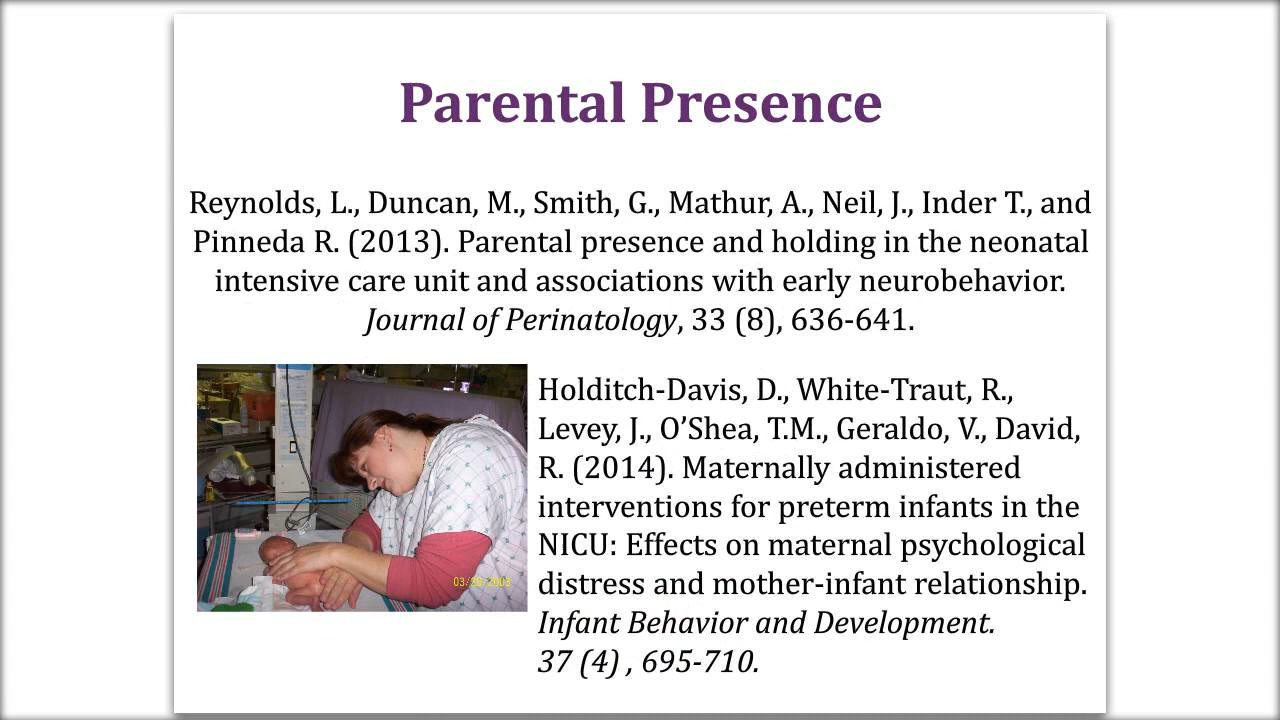 Parental Presence
Reynolds, L., Duncan, M., Smith, G., Mathur, A., Neil, J., Inder T., and
Pinneda R. (2013). Parental presence and holding in the neonatal
intensive care unit and associations with early neurobehavior.
Journal of Perinatology, 33 (8), 636-641.
Holditch-Davis, D., White-Traut, R.,
Levey, J., O’Shea, T.M., Geraldo, V., David,
R. (2014). Maternally administered
interventions for preterm infants in the
NICU: Effects on maternal psychological
distress and mother-infant relationship.
Infant Behavior and Development.
37 (4) , 695-710.